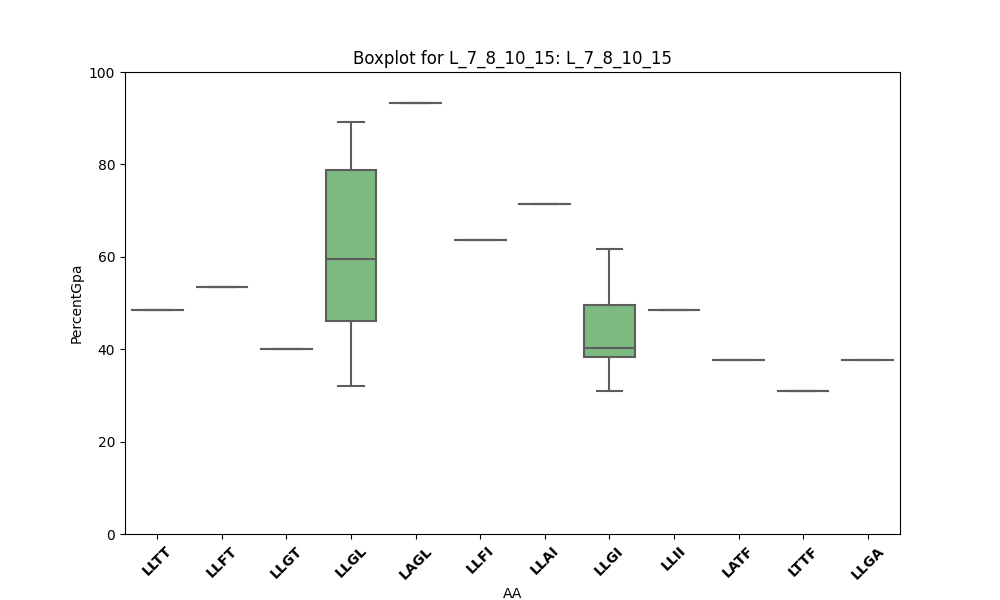 Boxplot for L_7_8_10_15: L_7_8_10_15
100
80
60
40
20
0
PercentGpa
LLTT
LLFT
LLGT
LLGL
LAGL
LLFI
LLAI
LLGI
LLII
LATF
LTTF
LLGA
AA